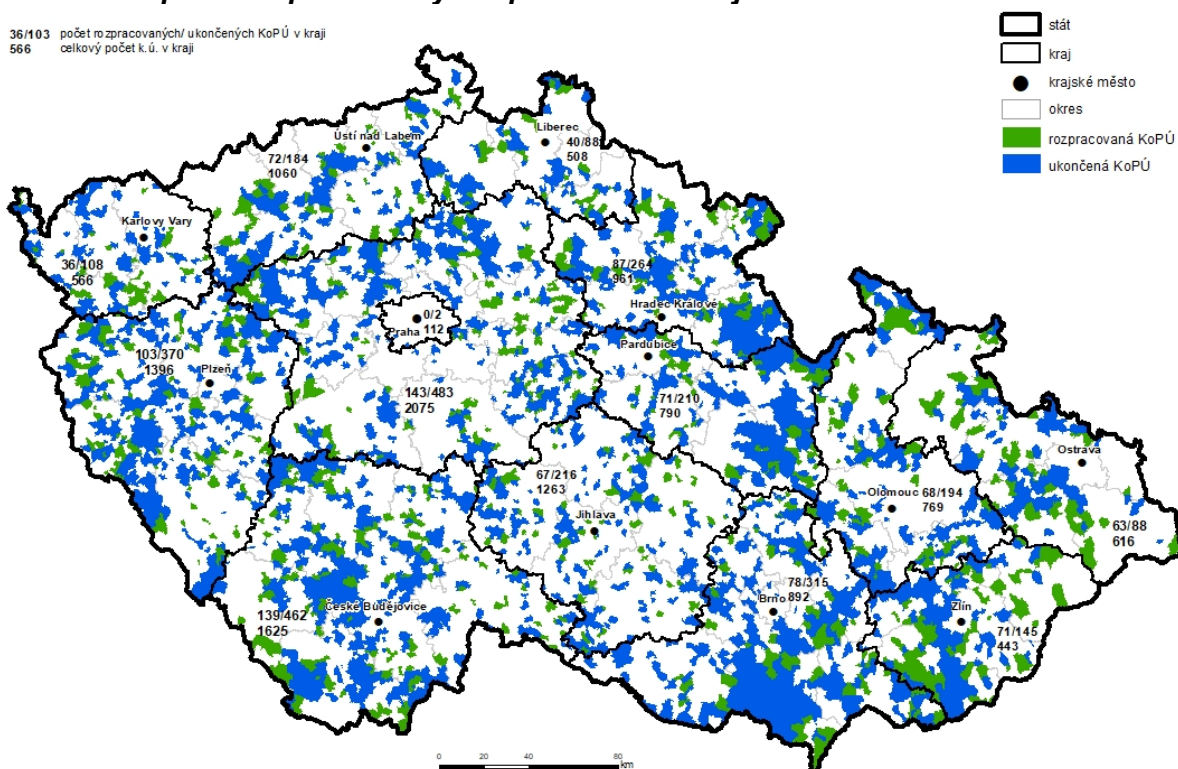 36/103 počet rozpracovaných/ ukončených KoPÚ v kraji
566 celkový počet k.ú. v kraji
stát
kraj
krajské město
okres
rozpracovaná KoPÚ
ukončená KoPÚ
Liberec
40/88
508
Ústí nad Labem
72/184
1060
Karlovy Vary
36/108
566
87/264
961
Hradec Králové
0/2
Praha 112
Pardubice
103/370
1396
Plzeň
143/483
2075
71/210
790
Ostrava
67/216
1263
Jihlava
Olomouc 68/194
769
63/88
616
78/315
Brno 892
139/462
1625
České Budějovice
Zlín
71/145
443
0 20 40 80
km